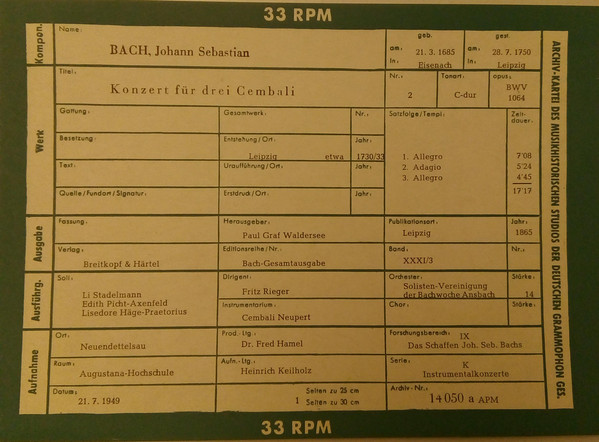 33 RPM
Kompon.
Name:
BACH, Johann Sebastian
geb.
am: 21. 3. 1685
in: Eisenach
gest.
am: 28. 7. 1750
in: Leipzig
Werk
Titel:
Konzert für drei Cembali
Nr.:
2
Tonart:
C-dur
opus:
BWV
1064
Gattung:
Gesamtwerk:
Nr.:
Satzfolge/Templ.
Zeit-
dauer:
Besetzung:
Entstehung/Ort:
Leipzig etwa
Jahr:
1730/33
1. Allegro 7'08
2. Adagio 5'24
3. Allegro 4'45
17'17
Text:
Uraufführung/Ort:
Jahr:
Quelle/Fundort/Signatur:
Erstdruck/Ort:
Jahr:
Ausgabe
Fassung:
Herausgeber:
Paul Graf Waldersee
Publikationsort:
Leipzig
Jahr:
1865
Verlag:
Breitkopf & Härtel
Editionsreihe/Nr.:
Bach-Gesamtausgabe
Band:
XXXI/3
Nr.:
Ausführg.
Soli:
Li Stadelmann
Edith Picht-Axenfeld
Lisedore Häge-Praetorius
Dirigent:
Fritz Rieger
Instrumentarium:
Cembali Neupert
Orchester:
Solisten-Vereinigung
der Bachwoche Ansbach
Stärke:
14
Chor:
Stärke:
Aufnahme
Ort:
Neuendettelsau
Prod.-Ltg.:
Dr. Fred Hamel
Forschungsbereich:
IX
Das Schaffen Joh. Seb. Bachs
Raum:
Augustana-Hochschule
Aufn.-Ltg.:
Heinrich Keilholz
Serie:
K
Instrumentalkonzerte
Datum:
21. 7. 1949
Seiten zu 25 cm
1 Seiten zu 30 cm
Archiv-Nr.:
14 050 a APM
ARCHIV-KARTEI DES MUSIKHISTORISCHEN STUDIOS DER DEUTSCHEN GRAMMOPHON GES.
33 RPM